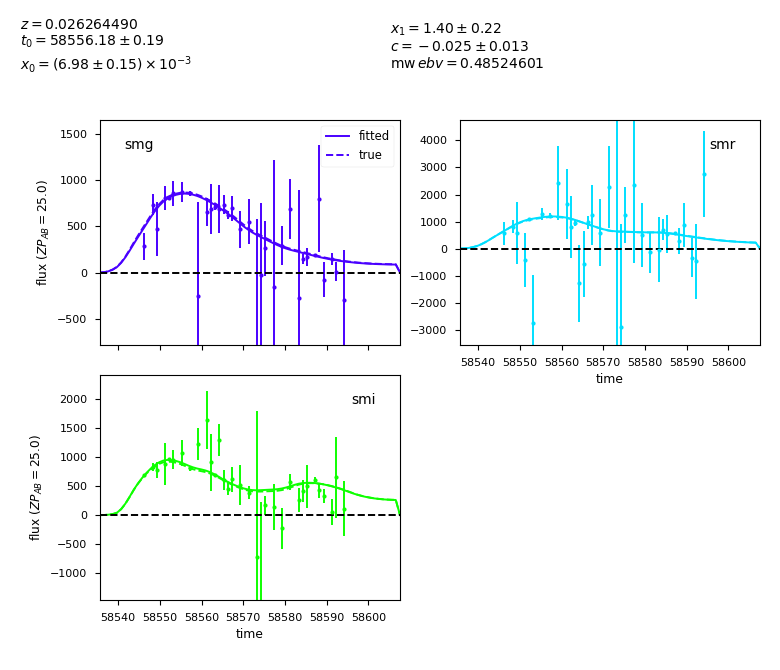 z = 0.026264490
t₀ = 58556.18 ± 0.19
x₀ = (6.98 ± 0.15) × 10⁻³
x₁ = 1.40 ± 0.22
c = −0.025 ± 0.013
mwebv = 0.48524601
smg
fitted
true
1500
1000
500
0
−500
flux (ZP_AB = 25.0)
smr
4000
3000
2000
1000
0
−1000
−2000
−3000
58540 58550 58560 58570 58580 58590 58600
time
smi
2000
1500
1000
500
0
−500
−1000
flux (ZP_AB = 25.0)
58540 58550 58560 58570 58580 58590 58600
time